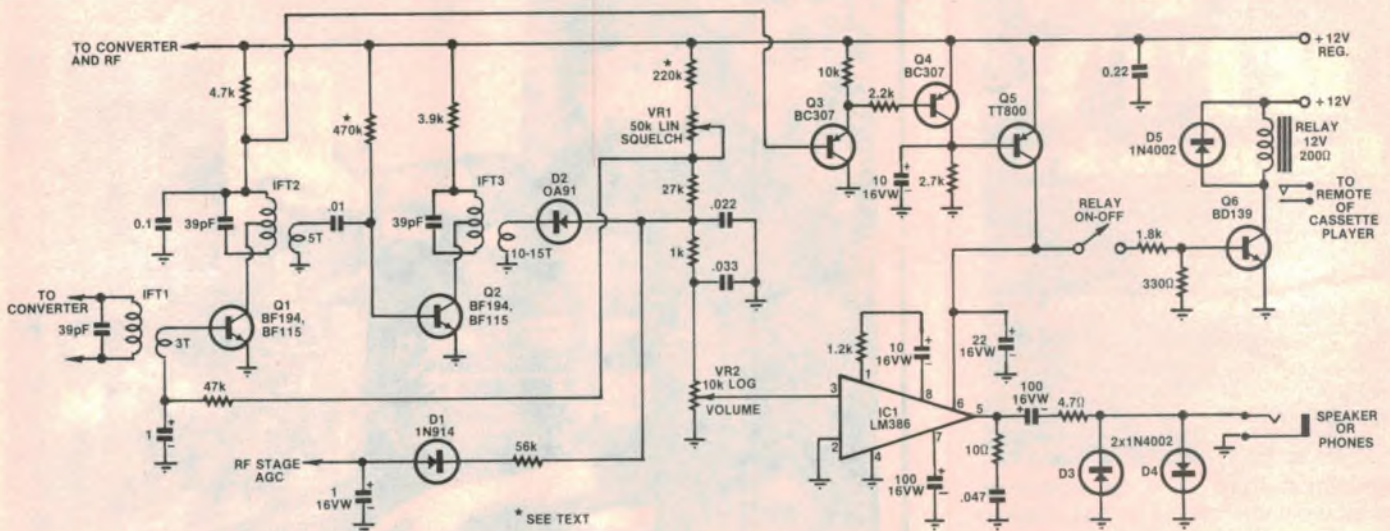 TO CONVERTER
AND RF
4.7k
*
470k
3.9k
*
220k
VR1
50k LIN
SQUELCH
10k
Q3
BC307
2.2k
Q4
BC307
Q5
TT800
0.22
+12V
REG.
+12V
D5
1N4002
RELAY
12V
200Ω
TO
REMOTE
OF
CASSETTE
PLAYER
IFT2
0.1
39pF
5T
.01
IFT3
39pF
10-15T
D2
OA91
27k
.022
1k
.033
10
16VW
+
−
2.7k
RELAY
ON-OFF
1.8k
330Ω
Q6
BD139
TO
CONVERTER
IFT1
39pF
3T
Q1
BF194,
BF115
Q2
BF194,
BF115
47k
1
+
−
RF STAGE
AGC
D1
1N914
56k
1
16VW
+
−
VR2
10k LOG
VOLUME
1.2k
10
16VW
+
−
1
8
3
2
4
7
6
5
IC1
LM386
22
16VW
+
−
100
16VW
+
−
100
16VW
+
−
4.7Ω
10Ω
.047
2x1N4002
D3
D4
SPEAKER
OR
PHONES
* SEE TEXT